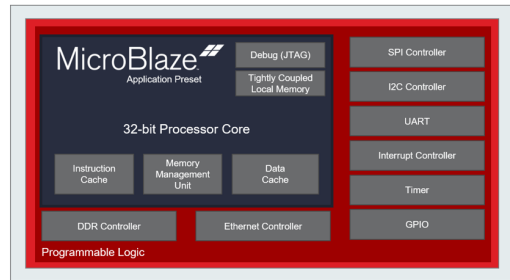 MicroBlaze
Application Preset
Debug (JTAG)
Tightly Coupled
Local Memory
32-bit Processor Core
Instruction
Cache
Memory
Management
Unit
Data
Cache
DDR Controller
Ethernet Controller
SPI Controller
I2C Controller
UART
Interrupt Controller
Timer
GPIO
Programmable Logic